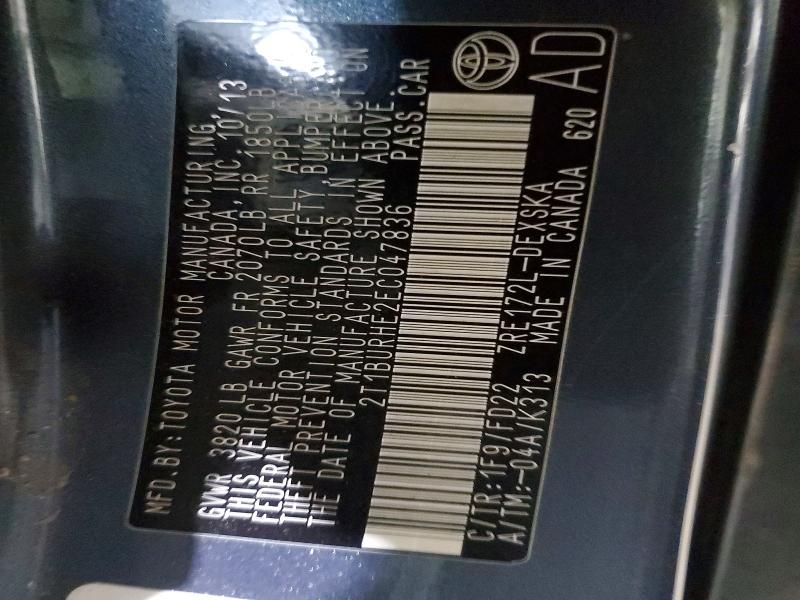 MFD.BY:TOYOTA MOTOR MANUFACTURING
CANADA, INC. 10/13
GVWR 3820 LB GAWR FR 2070LB RR 1850LB
THIS VEHICLE CONFORMS TO ALL
FEDERAL MOTOR VEHICLE SAFETY, BUMPER
THEFT PREVENTION STANDARDS IN EFFECT ON
THE DATE OF MANUFACTURE SHOWN ABOVE.
2T1BURHE2EC047836 PASS.CAR
C/TR:1F9/FD22 ZRE172L-DEXSKA
A/TM:-04A/K313 MADE IN CANADA 620
AD